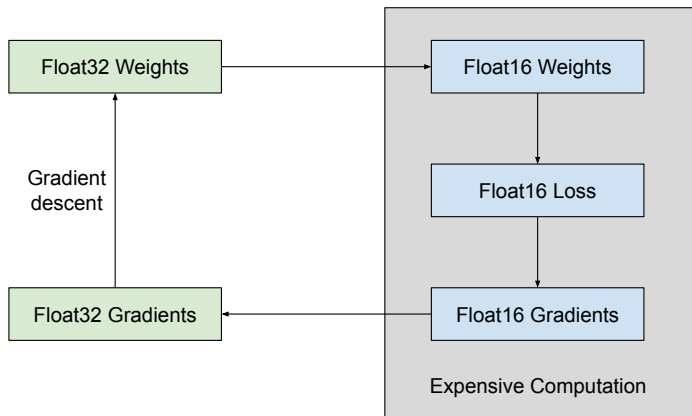 Float32 Weights
Float16 Weights
Gradient
descent
Float16 Loss
Float32 Gradients
Float16 Gradients
Expensive Computation